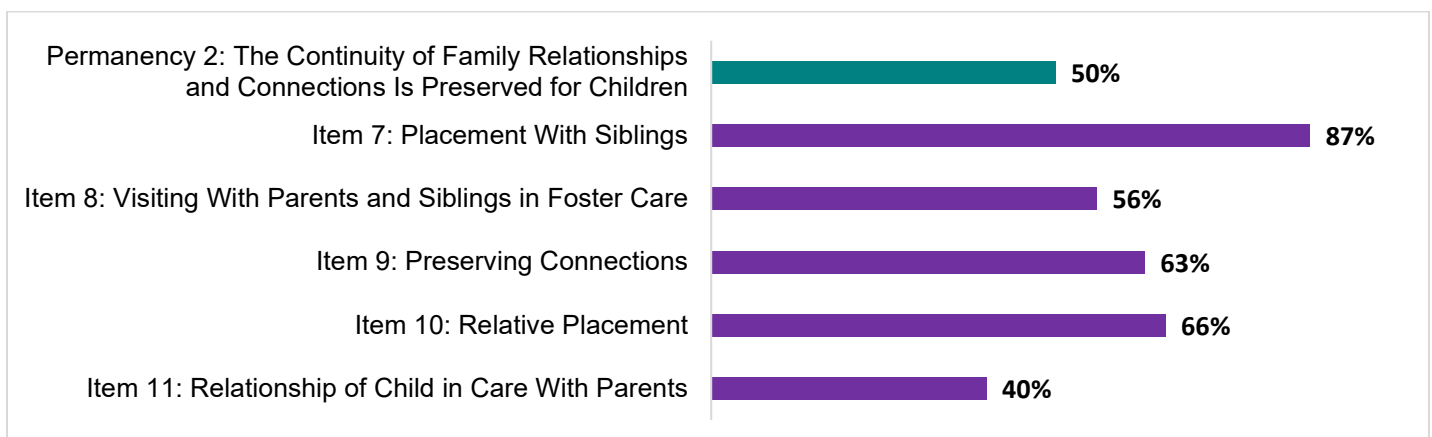 Permanency 2: The Continuity of Family Relationships
and Connections Is Preserved for Children
50%
Item 7: Placement With Siblings
87%
Item 8: Visiting With Parents and Siblings in Foster Care
56%
Item 9: Preserving Connections
63%
Item 10: Relative Placement
66%
Item 11: Relationship of Child in Care With Parents
40%